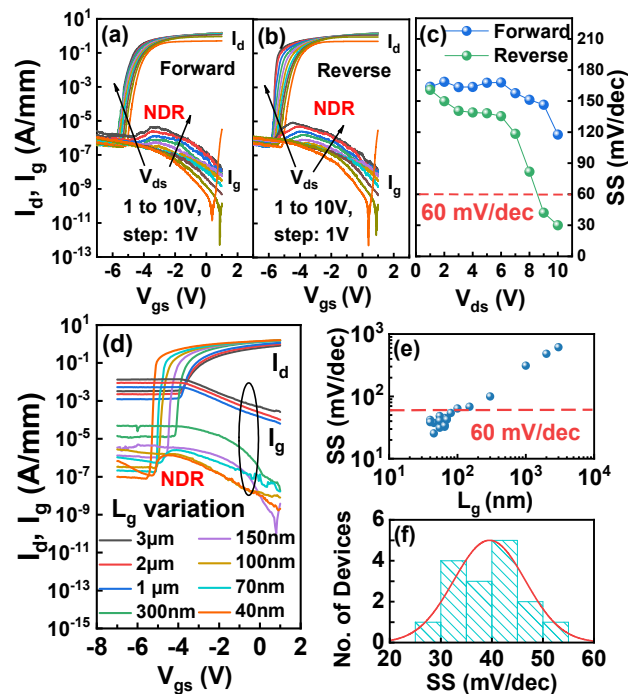 (a)
I_d
Forward
NDR
V_ds
I_g
1 to 10V,
step: 1V
10^1
10^-1
10^-3
10^-5
10^-7
10^-9
10^-11
10^-13
I_d, I_g (A/mm)
-6 -4 -2 0 2
V_gs (V)
(b)
I_d
Reverse
NDR
V_ds
I_g
1 to 10V,
step: 1V
-6 -4 -2 0 2
V_gs (V)
(c)
Forward
Reverse
60 mV/dec
210
180
150
120
90
60
30
0
SS (mV/dec)
0 2 4 6 8 10
V_ds (V)
(d)
I_d
I_g
NDR
L_g variation
3μm
2μm
1 μm
300nm
150nm
100nm
70nm
40nm
10^1
10^-1
10^-3
10^-5
10^-7
10^-9
10^-11
10^-13
10^-15
I_d, I_g (A/mm)
-8 -6 -4 -2 0 2
V_gs (V)
(e)
60 mV/dec
10^3
10^2
10^1
SS (mV/dec)
10^1 10^2 10^3 10^4
L_g (nm)
(f)
6
4
2
0
No. of Devices
20 40 60
SS (mV/dec)